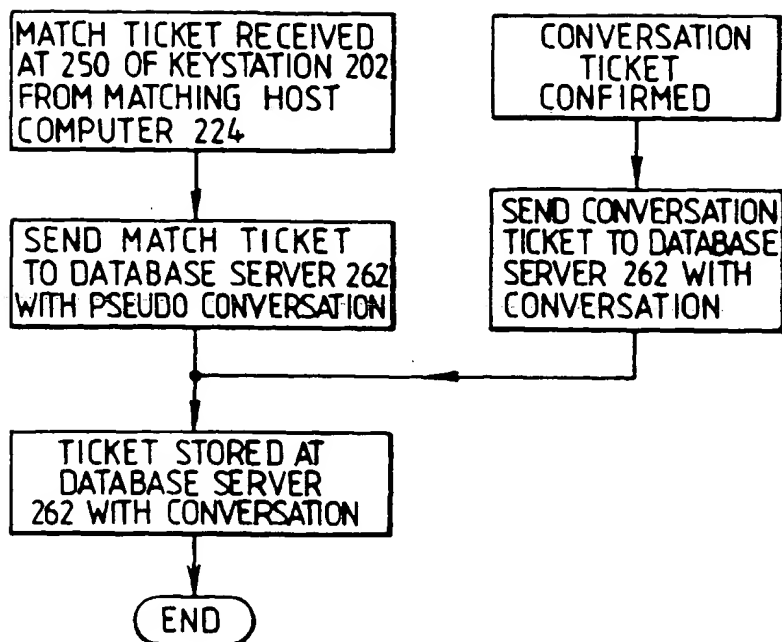 MATCH TICKET RECEIVED
AT 250 OF KEYSTATION 202
FROM MATCHING HOST
COMPUTER 224
CONVERSATION
TICKET
CONFIRMED
SEND MATCH TICKET
TO DATABASE SERVER 262
WITH PSEUDO CONVERSATION
SEND CONVERSATION
TICKET TO DATABASE
SERVER 262 WITH
CONVERSATION
TICKET STORED AT
DATABASE SERVER
262 WITH CONVERSATION
END